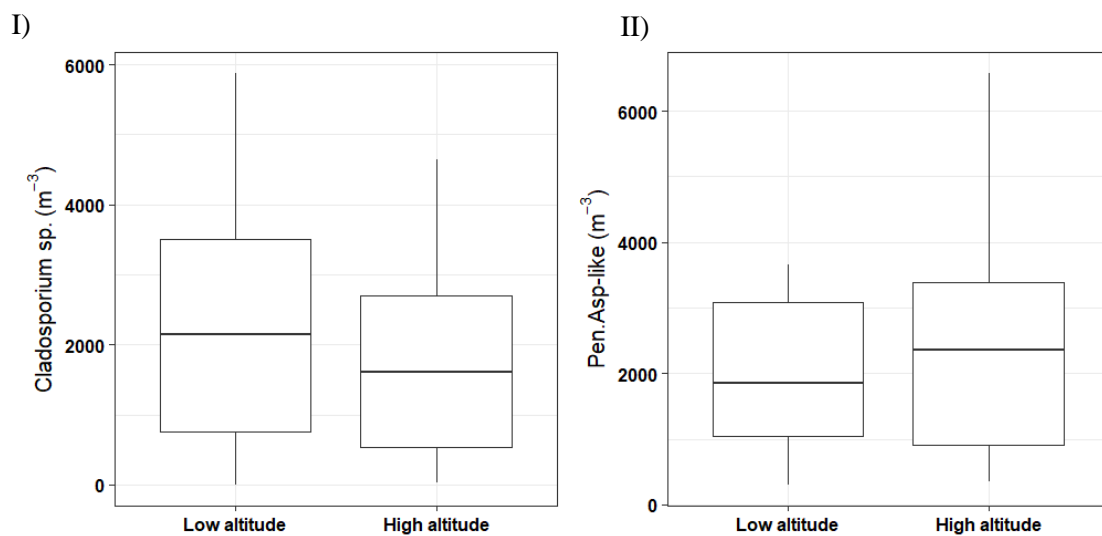 I)
II)
Cladosporium sp. (m⁻³)
6000
4000
2000
0
Low altitude
High altitude
Pen.Asp-like (m⁻³)
6000
4000
2000
0
Low altitude
High altitude